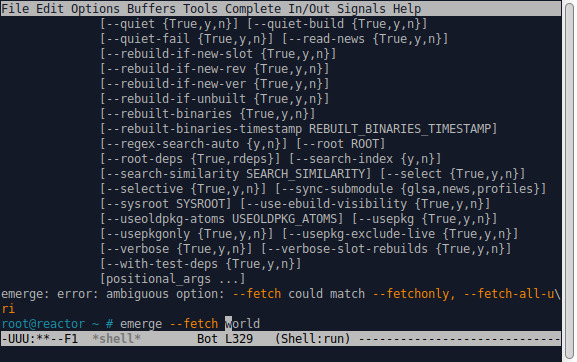 File Edit Options Buffers Tools Complete In/Out Signals Help
[--quiet {True,y,n}] [--quiet-build {True,y,n}]
[--quiet-fail {True,y,n}] [--read-news {True,y,n}]
[--rebuild-if-new-slot {True,y,n}]
[--rebuild-if-new-rev {True,y,n}]
[--rebuild-if-new-ver {True,y,n}]
[--rebuild-if-unbuilt {True,y,n}]
[--rebuilt-binaries {True,y,n}]
[--rebuilt-binaries-timestamp REBUILT_BINARIES_TIMESTAMP]
[--regex-search-auto {y,n}] [--root ROOT]
[--root-deps {True,rdeps}] [--search-index {y,n}]
[--search-similarity SEARCH_SIMILARITY] [--select {True,y,n}]
[--selective {True,y,n}] [--sync-submodule {glsa,news,profiles}]
[--sysroot SYSROOT] [--use-ebuild-visibility {True,y,n}]
[--useoldpkg-atoms USEOLDPKG_ATOMS] [--usepkg {True,y,n}]
[--usepkgonly {True,y,n}] [--usepkg-exclude-live {True,y,n}]
[--verbose {True,y,n}] [--verbose-slot-rebuilds {True,y,n}]
[--with-test-deps {True,y,n}]
[positional_args ...]
emerge: error: ambiguous option: --fetch could match --fetchonly, --fetch-all-u\
ri
root@reactor ~ # emerge --fetch world
-UUU:**--F1  *shell*        Bot L329   (Shell:run) ---------------------------